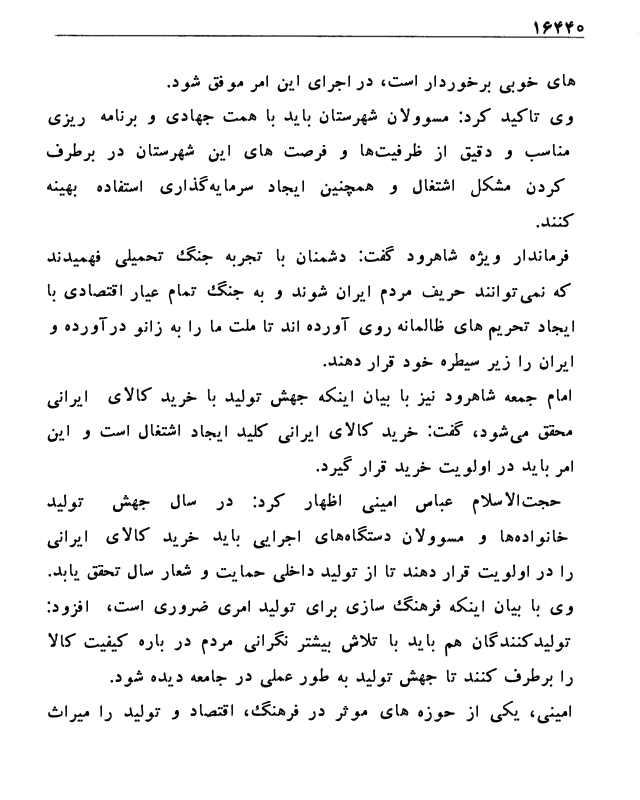 ۱۶۴۴۰
های خوبی برخوردار است، در اجرای این امر موفق شود.
وی تاکید کرد: مسوولان شهرستان باید با همت جهادی و برنامه ریزی
مناسب و دقیق از ظرفیت‌ها و فرصت های این شهرستان در برطرف
کردن مشکل اشتغال و همچنین ایجاد سرمایه‌گذاری استفاده بهینه
کنند.
فرماندار ویژه شاهرود گفت: دشمنان با تجربه جنگ تحمیلی فهمیدند
که نمی‌توانند حریف مردم ایران شوند و به جنگ تمام عیار اقتصادی با
ایجاد تحریم های ظالمانه روی آورده اند تا ملت ما را به زانو درآورده و
ایران را زیر سیطره خود قرار دهند.
امام جمعه شاهرود نیز با بیان اینکه جهش تولید با خرید کالای ایرانی
محقق می‌شود، گفت: خرید کالای ایرانی کلید ایجاد اشتغال است و این
امر باید در اولویت خرید قرار گیرد.
حجت‌الاسلام عباس امینی اظهار کرد: در سال جهش تولید
خانواده‌ها و مسوولان دستگاه‌های اجرایی باید خرید کالای ایرانی
را در اولویت قرار دهند تا از تولید داخلی حمایت و شعار سال تحقق یابد.
وی با بیان اینکه فرهنگ سازی برای تولید امری ضروری است، افزود:
تولیدکنندگان هم باید با تلاش بیشتر نگرانی مردم در باره کیفیت کالا
را برطرف کنند تا جهش تولید به طور عملی در جامعه دیده شود.
امینی، یکی از حوزه های موثر در فرهنگ، اقتصاد و تولید را میراث